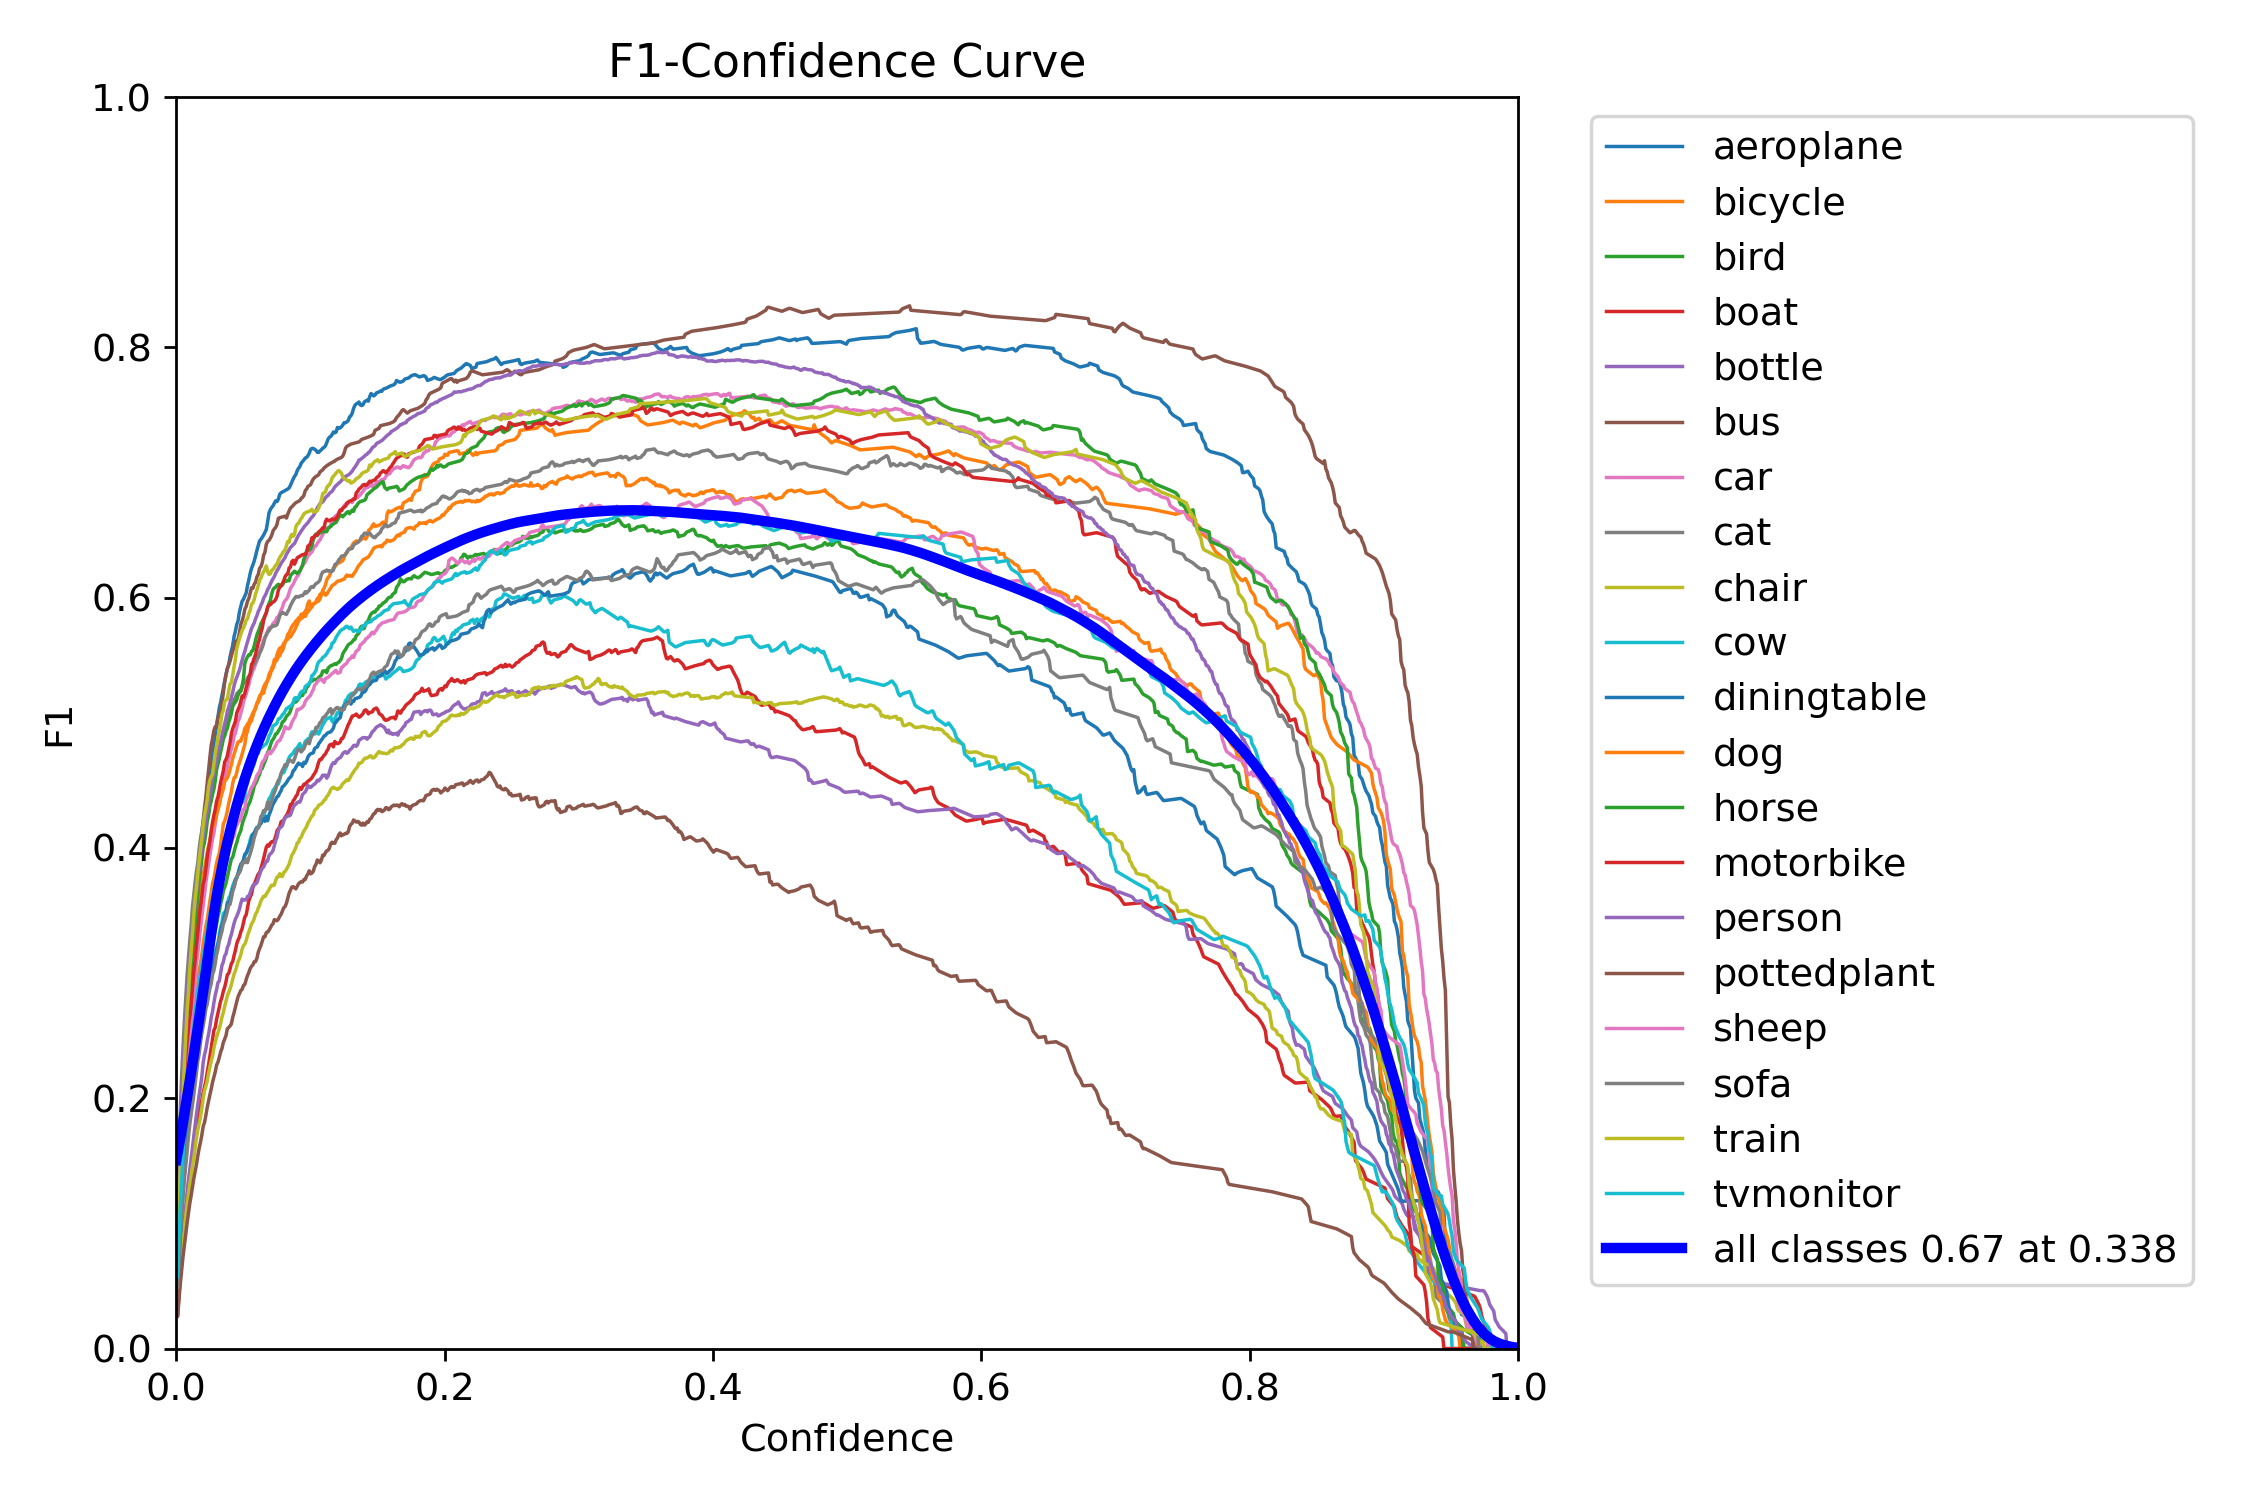 F1-Confidence Curve
1.0
0.8
0.6
0.4
0.2
0.0
F1
0.0 0.2 0.4 0.6 0.8 1.0
Confidence
aeroplane
bicycle
bird
boat
bottle
bus
car
cat
chair
cow
diningtable
dog
horse
motorbike
person
pottedplant
sheep
sofa
train
tvmonitor
all classes 0.67 at 0.338